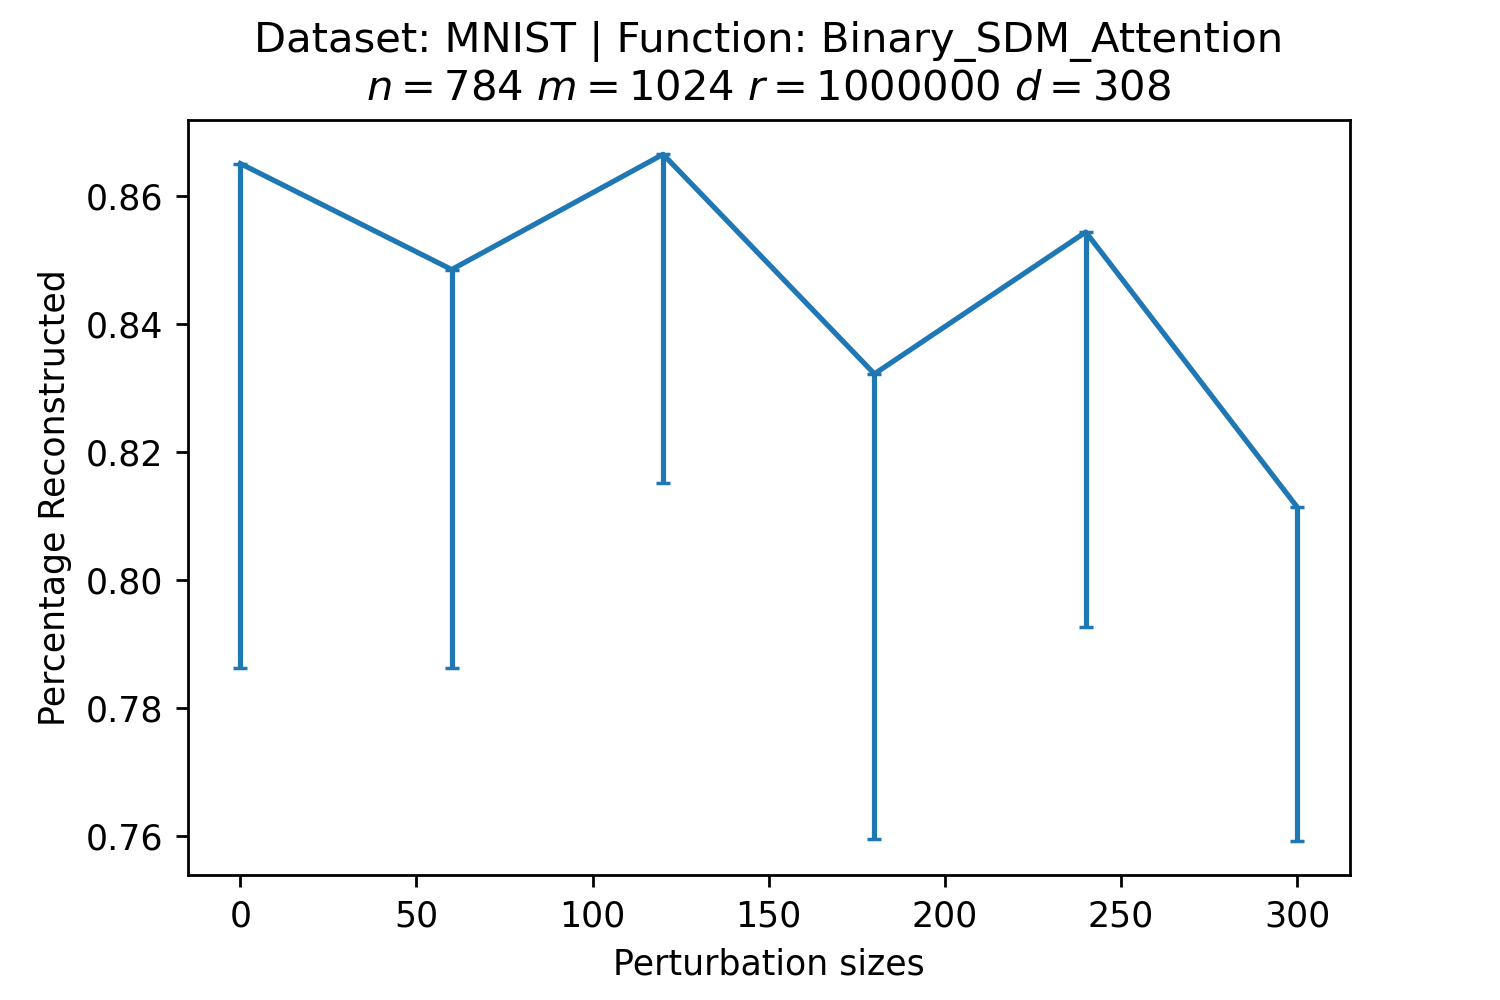 Dataset: MNIST | Function: Binary_SDM_Attention
n = 784 m = 1024 r = 1000000 d = 308
Percentage Reconstructed
0.86
0.84
0.82
0.80
0.78
0.76
0 50 100 150 200 250 300
Perturbation sizes